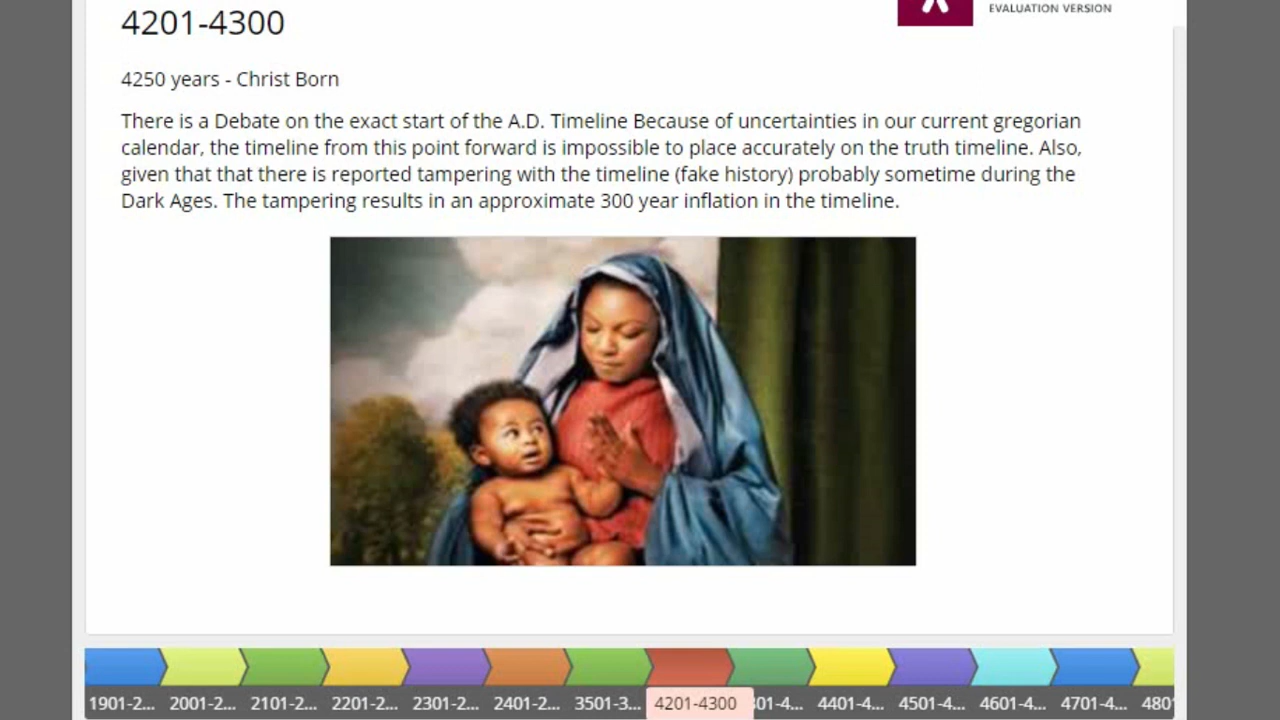 4201-4300
EVALUATION VERSION
4250 years - Christ Born
There is a Debate on the exact start of the A.D. Timeline Because of uncertainties in our current gregorian
calendar, the timeline from this point forward is impossible to place accurately on the truth timeline. Also,
given that that there is reported tampering with the timeline (fake history) probably sometime during the
Dark Ages. The tampering results in an approximate 300 year inflation in the timeline.
1901-2... 2001-2... 2101-2... 2201-2... 2301-2... 2401-2... 3501-3... 4201-4300 01-4... 4401-4... 4501-4... 4601-4... 4701-4... 480